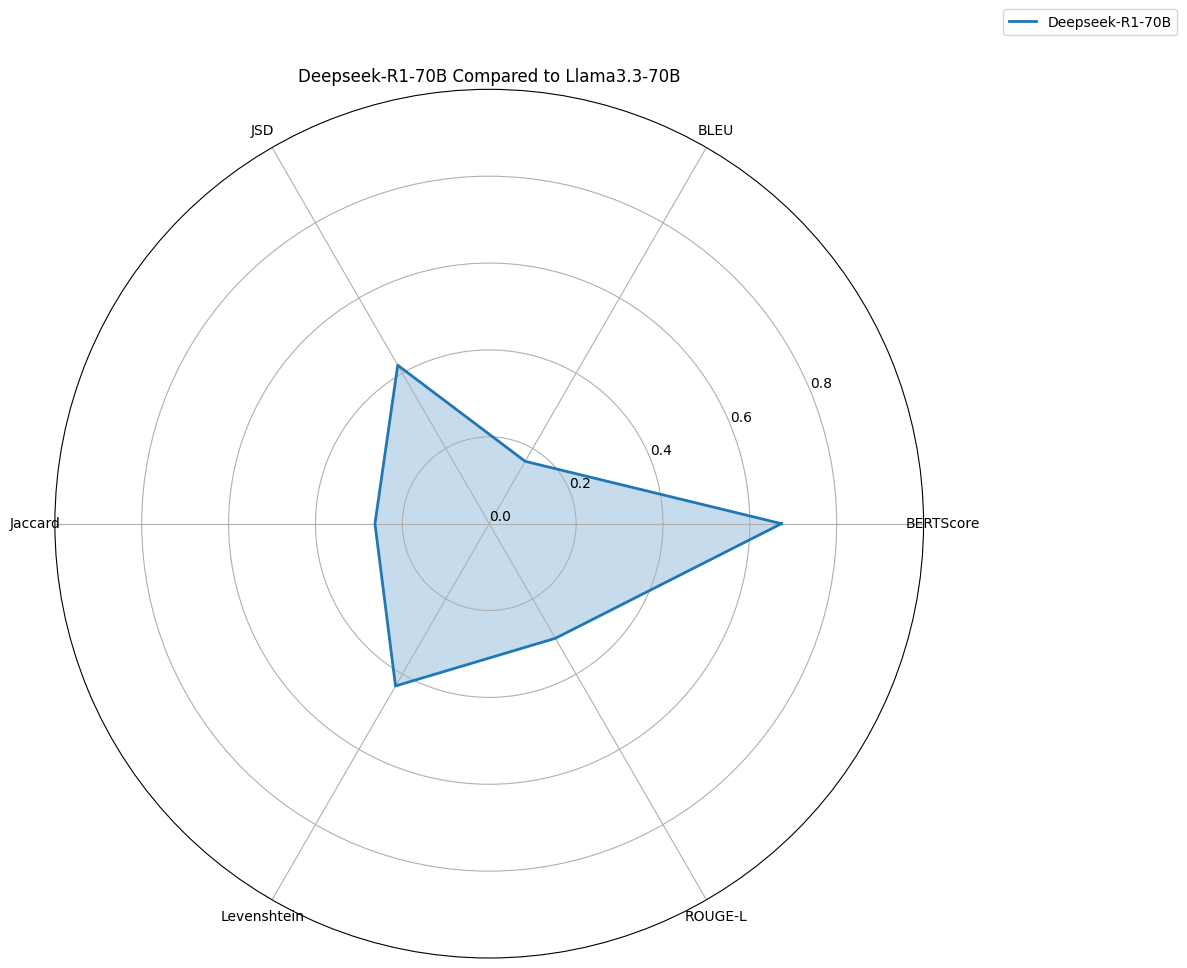 Deepseek-R1-70B
Deepseek-R1-70B Compared to Llama3.3-70B
JSD
BLEU
0.8
0.6
0.4
0.2
0.0
Jaccard
BERTScore
Levenshtein
ROUGE-L